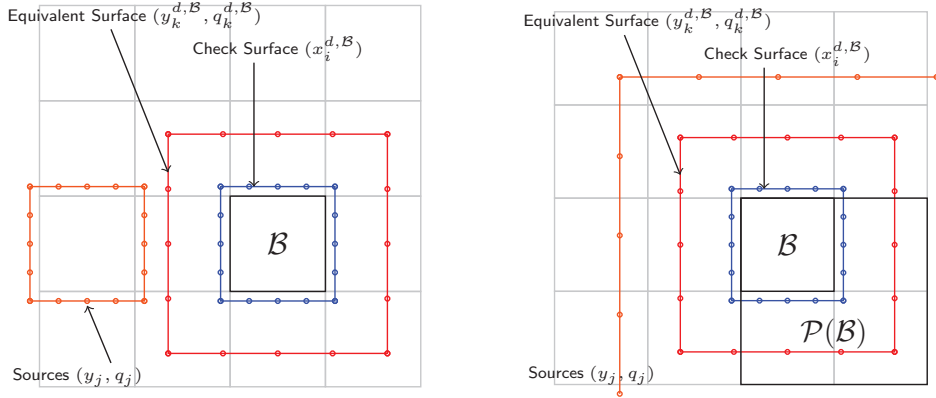 Equivalent Surface (y_k^{d,ℬ}, q_k^{d,ℬ})
Check Surface (x_i^{d,ℬ})
ℬ
Sources (y_j, q_j)
Equivalent Surface (y_k^{d,ℬ}, q_k^{d,ℬ})
Check Surface (x_i^{d,ℬ})
ℬ
𝒫(ℬ)
Sources (y_j, q_j)